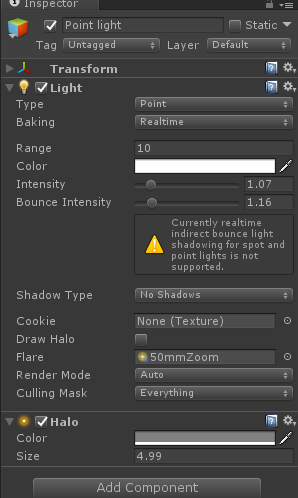 Inspector
Point light Static
Tag Untagged Layer Default
Transform
Light
Type Point
Baking Realtime
Range 10
Color
Intensity 1.07
Bounce Intensity 1.16
Currently realtime
indirect bounce light
shadowing for spot and
point lights is not
supported.
Shadow Type No Shadows
Cookie None (Texture)
Draw Halo
Flare 50mmZoom
Render Mode Auto
Culling Mask Everything
Halo
Color
Size 4.99
Add Component